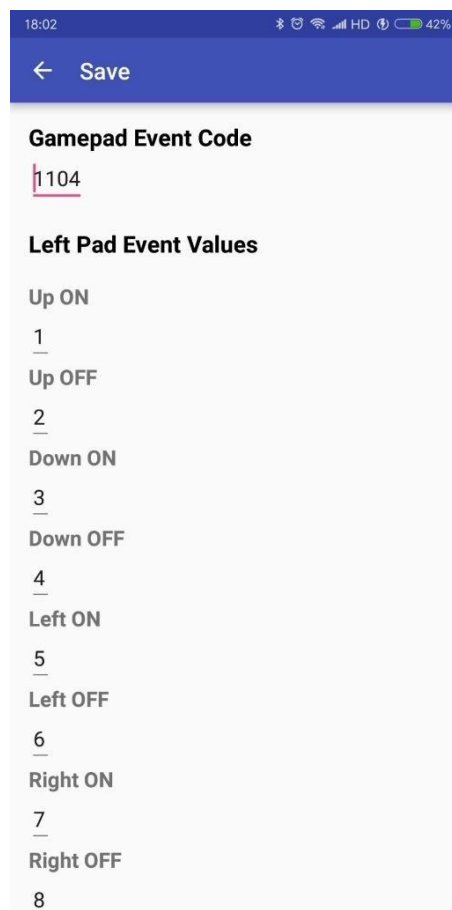 18:02 HD 42%
Save
Gamepad Event Code
1104
Left Pad Event Values
Up ON
1
Up OFF
2
Down ON
3
Down OFF
4
Left ON
5
Left OFF
6
Right ON
7
Right OFF
8